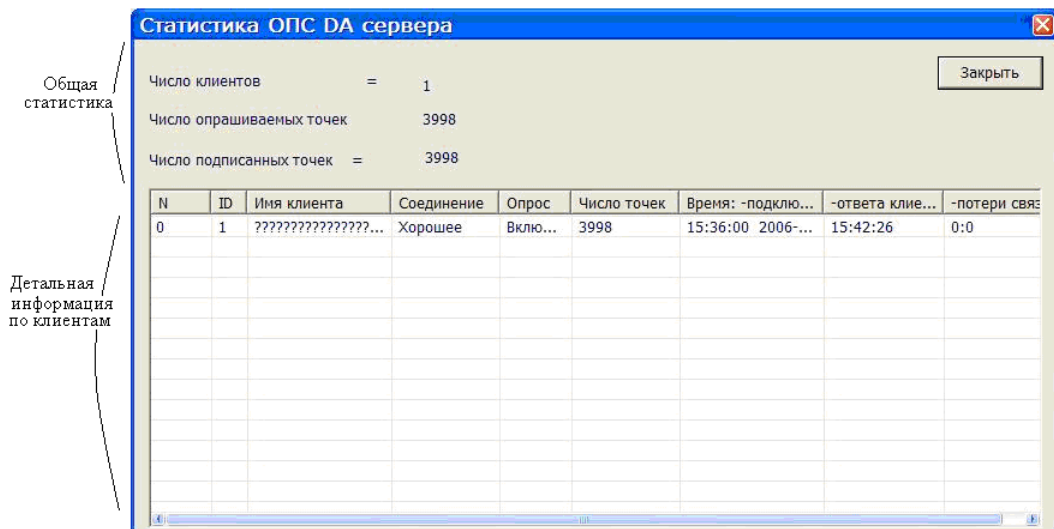 Статистика ОПС DA сервера
Общая
статистика
Число клиентов = 1
Закрыть
Число опрашиваемых точек 3998
Число подписанных точек = 3998
N ID Имя клиента Соединение Опрос Число точек Время: -подклю... -ответа клие... -потери связ
0 1 ????????????????... Хорошее Вклю... 3998 15:36:00 2006-... 15:42:26 0:0
Детальная
информация
по клиентам